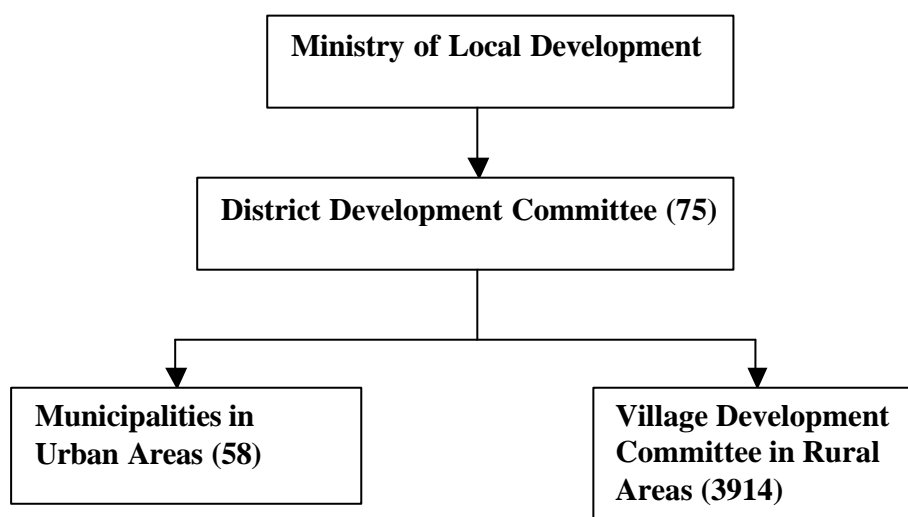 Ministry of Local Development
District Development Committee (75)
Municipalities in
Urban Areas (58)
Village Development
Committee in Rural
Areas (3914)